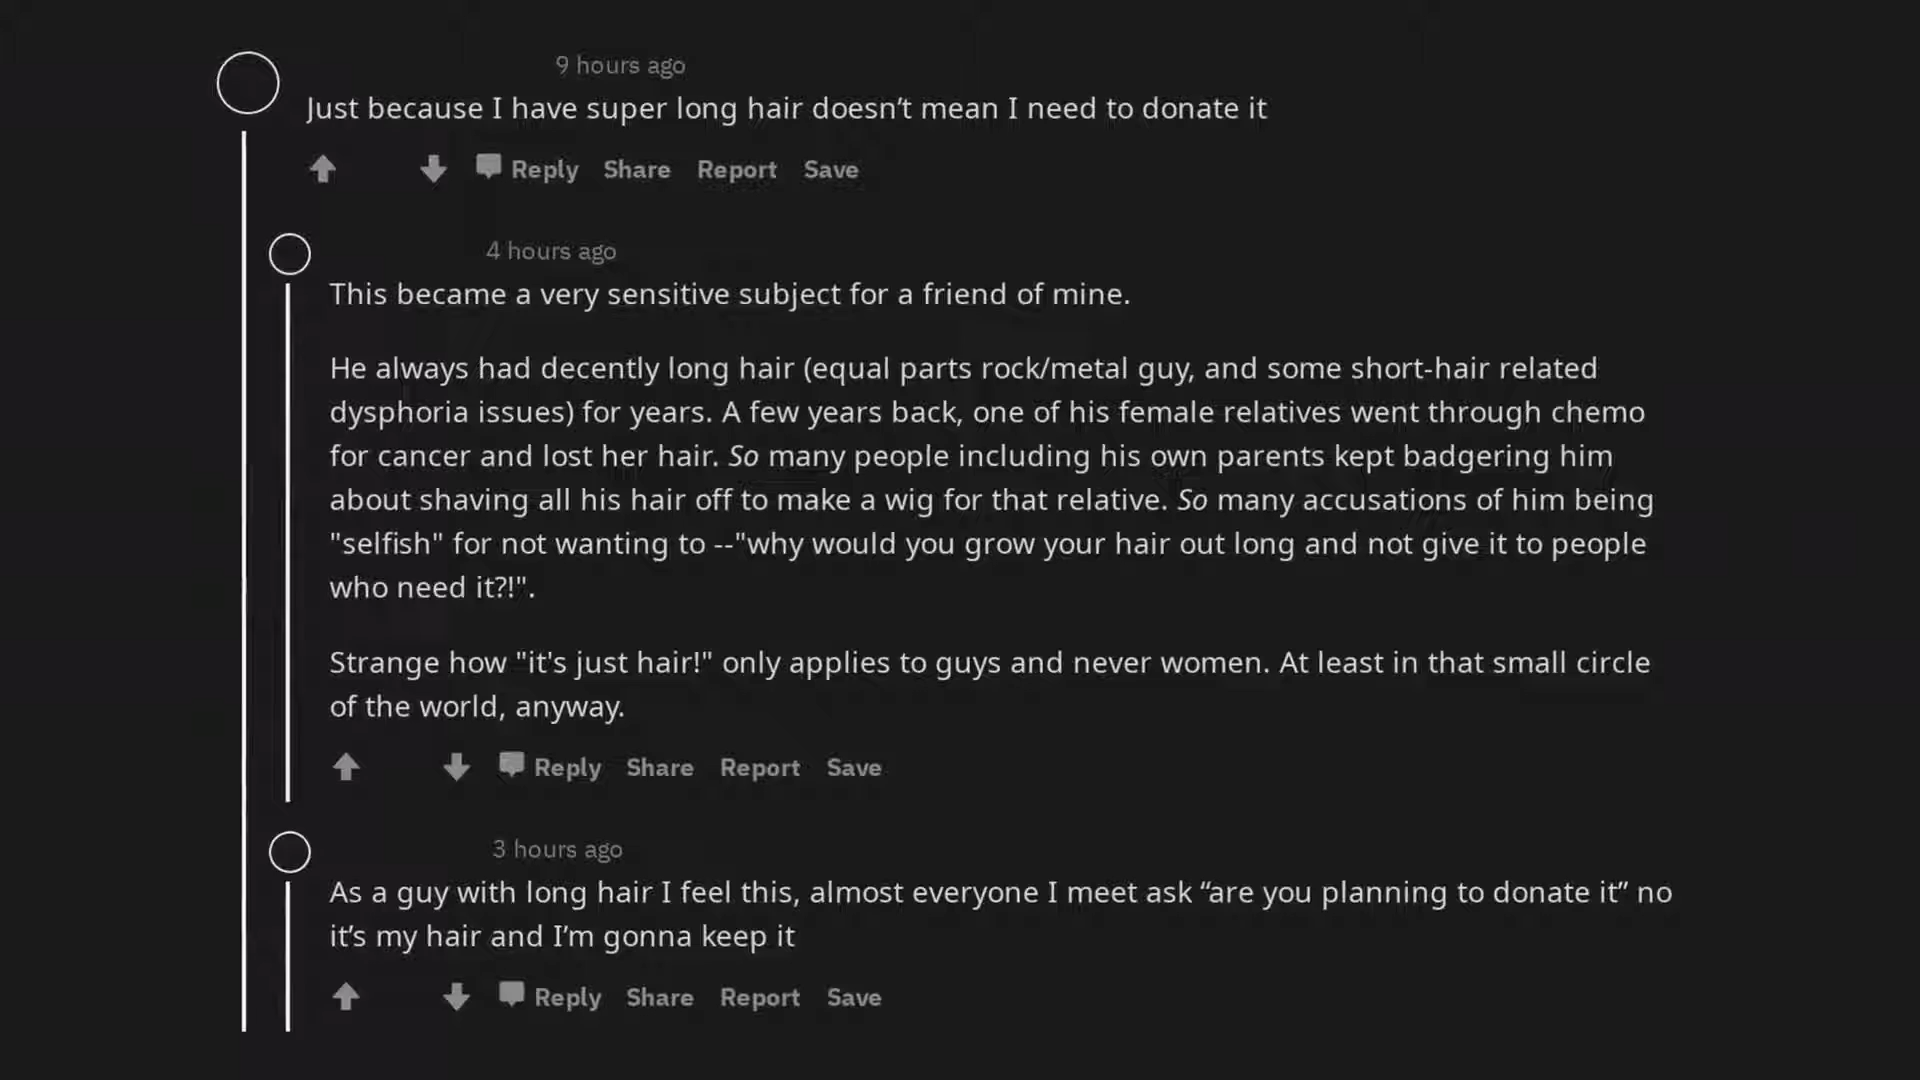 9 hours ago
Just because I have super long hair doesn’t mean I need to donate it
Reply Share Report Save
4 hours ago
This became a very sensitive subject for a friend of mine.
He always had decently long hair (equal parts rock/metal guy, and some short-hair related
dysphoria issues) for years. A few years back, one of his female relatives went through chemo
for cancer and lost her hair. So many people including his own parents kept badgering him
about shaving all his hair off to make a wig for that relative. So many accusations of him being
"selfish" for not wanting to --"why would you grow your hair out long and not give it to people
who need it?!".
Strange how "it's just hair!" only applies to guys and never women. At least in that small circle
of the world, anyway.
Reply Share Report Save
3 hours ago
As a guy with long hair I feel this, almost everyone I meet ask “are you planning to donate it” no
it’s my hair and I’m gonna keep it
Reply Share Report Save